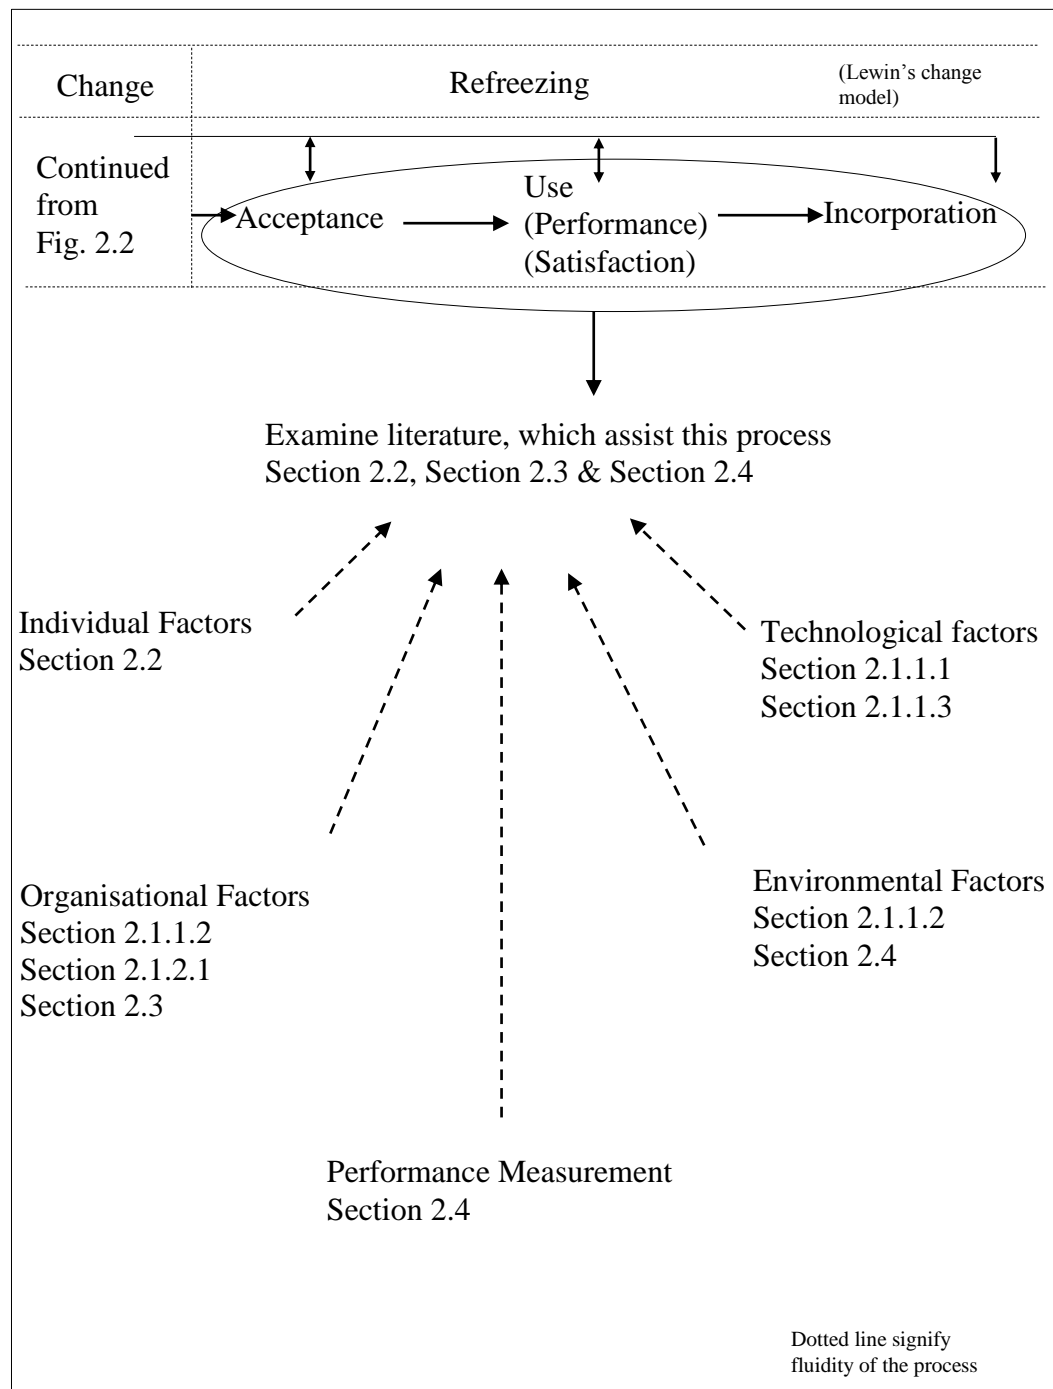 Change
Refreezing
(Lewin's change
model)
Continued
from
Fig. 2.2
Acceptance
Use
(Performance)
(Satisfaction)
Incorporation
Examine literature, which assist this process
Section 2.2, Section 2.3 & Section 2.4
Individual Factors
Section 2.2
Technological factors
Section 2.1.1.1
Section 2.1.1.3
Organisational Factors
Section 2.1.1.2
Section 2.1.2.1
Section 2.3
Environmental Factors
Section 2.1.1.2
Section 2.4
Performance Measurement
Section 2.4
Dotted line signify
fluidity of the process